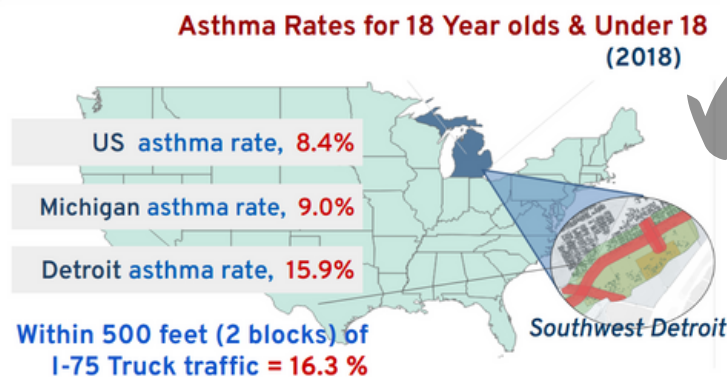 Asthma Rates for 18 Year olds & Under 18
(2018)
US asthma rate, 8.4%
Michigan asthma rate, 9.0%
Detroit asthma rate, 15.9%
Within 500 feet (2 blocks) of
I-75 Truck traffic = 16.3 %
Southwest Detroit